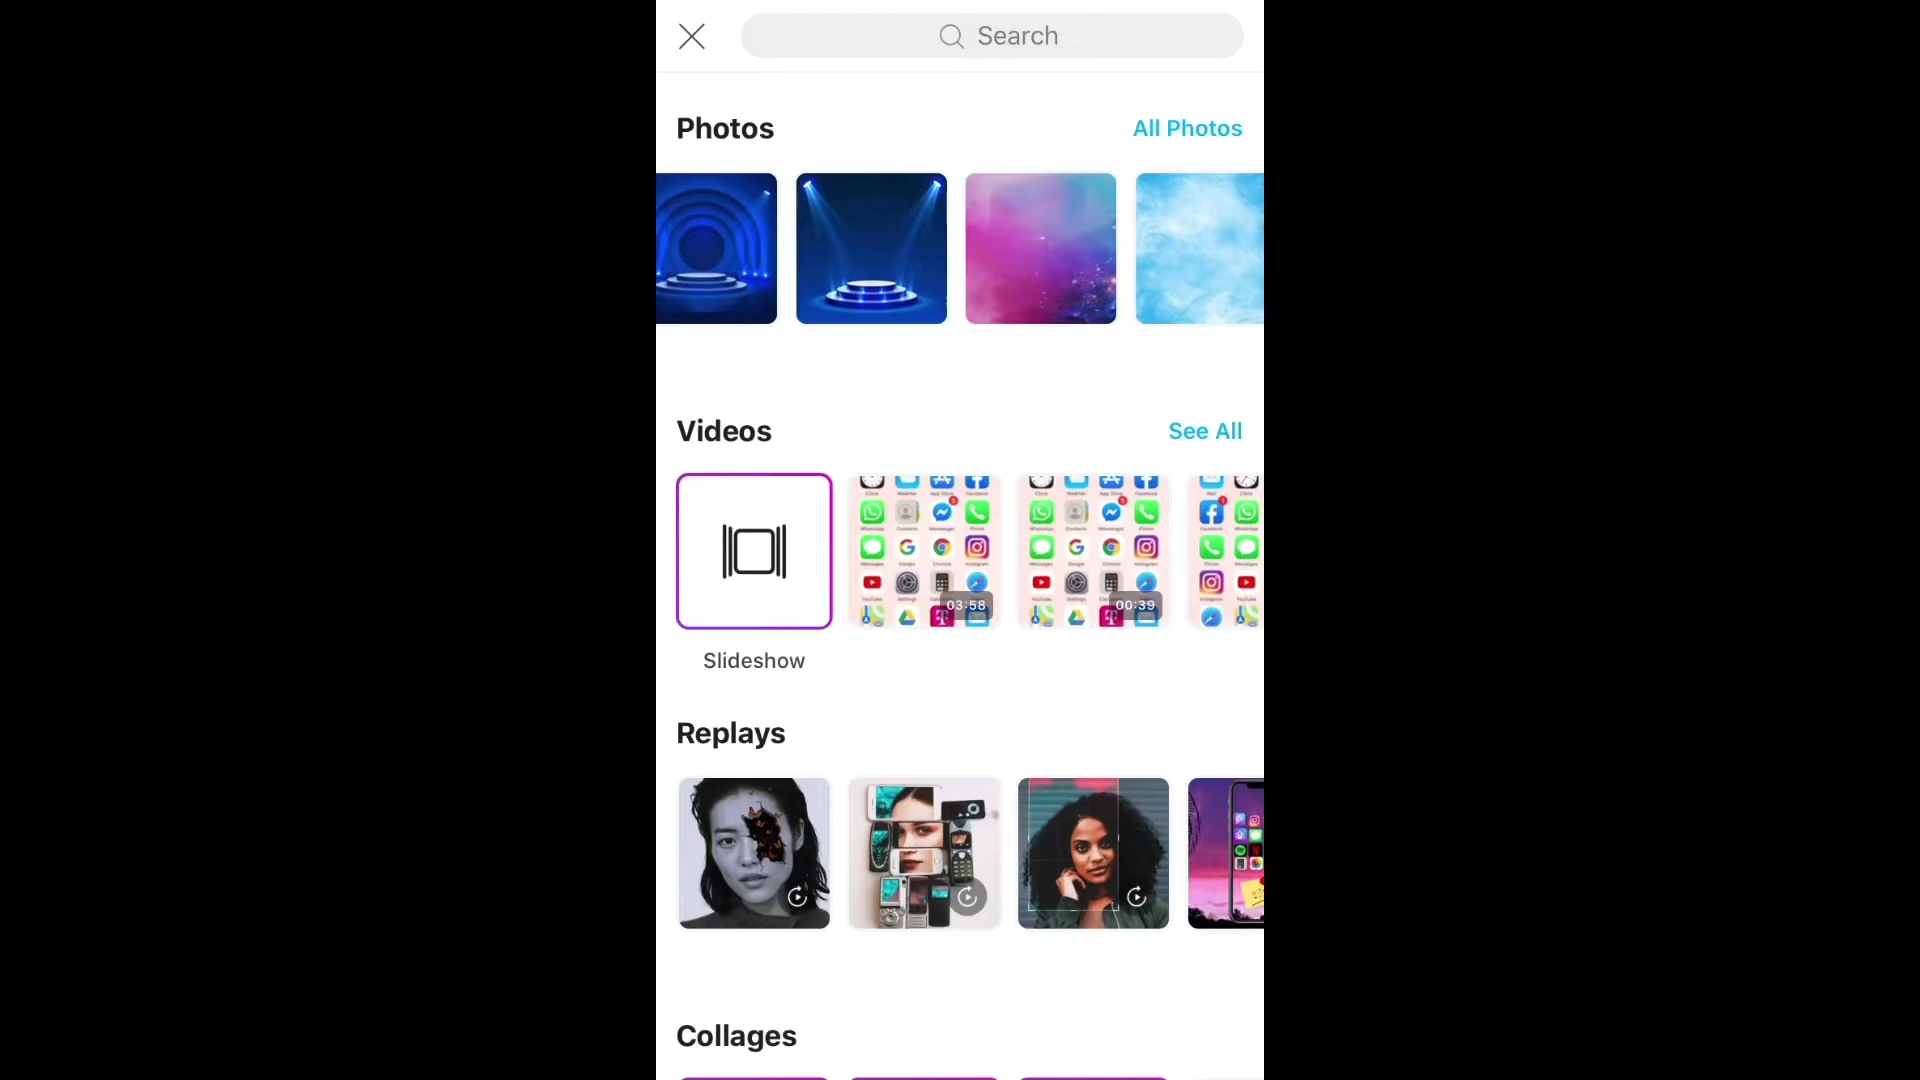 Search
Photos
All Photos
Videos
See All
03:58
00:39
Slideshow
Replays
Collages